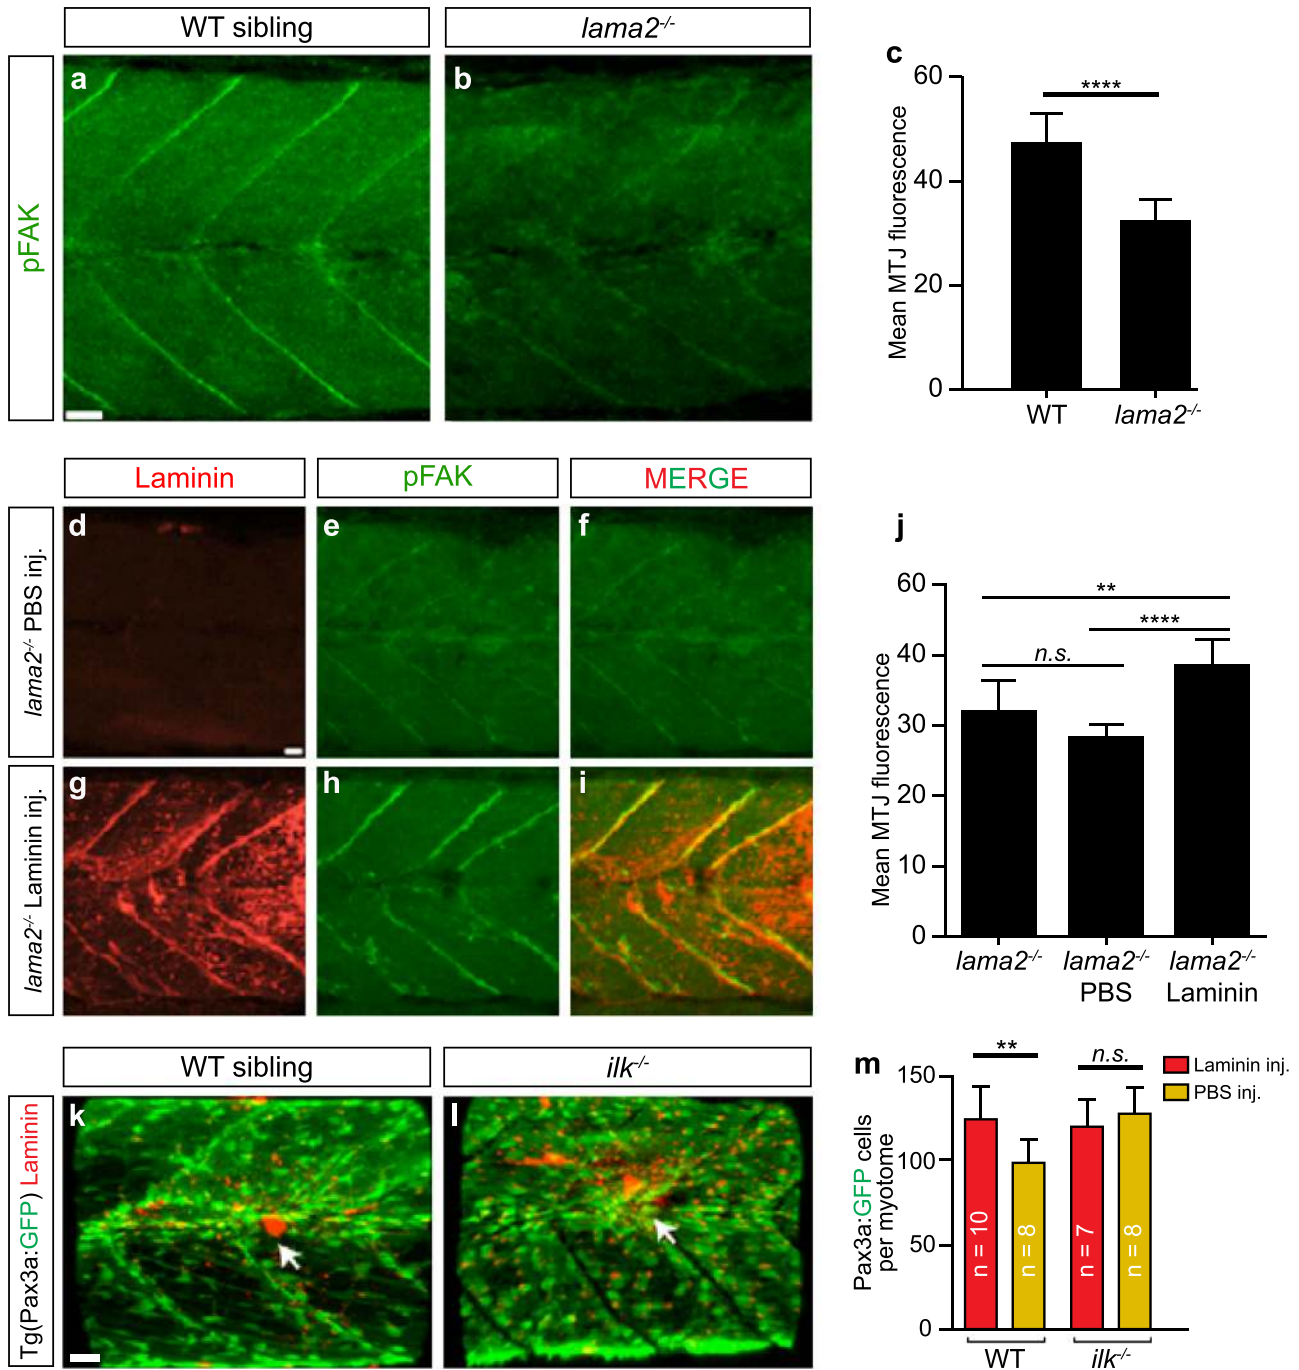 WT sibling
lama2-/-
pFAK
a
b
c
60
40
20
0
Mean MTJ fluorescence
****
WT
lama2-/-
Laminin
pFAK
MERGE
lama2-/- PBS inj.
d
e
f
lama2-/- Laminin inj.
g
h
i
j
60
50
40
30
20
10
0
Mean MTJ fluorescence
**
****
n.s.
lama2-/-
lama2-/- PBS
lama2-/- Laminin
WT sibling
ilk-/-
Tg(Pax3a:GFP) Laminin
k
l
m
150
100
50
0
Pax3a:GFP cells
per myotome
**
n.s.
Laminin inj.
PBS inj.
n = 10
n = 8
n = 7
n = 8
WT
ilk-/-